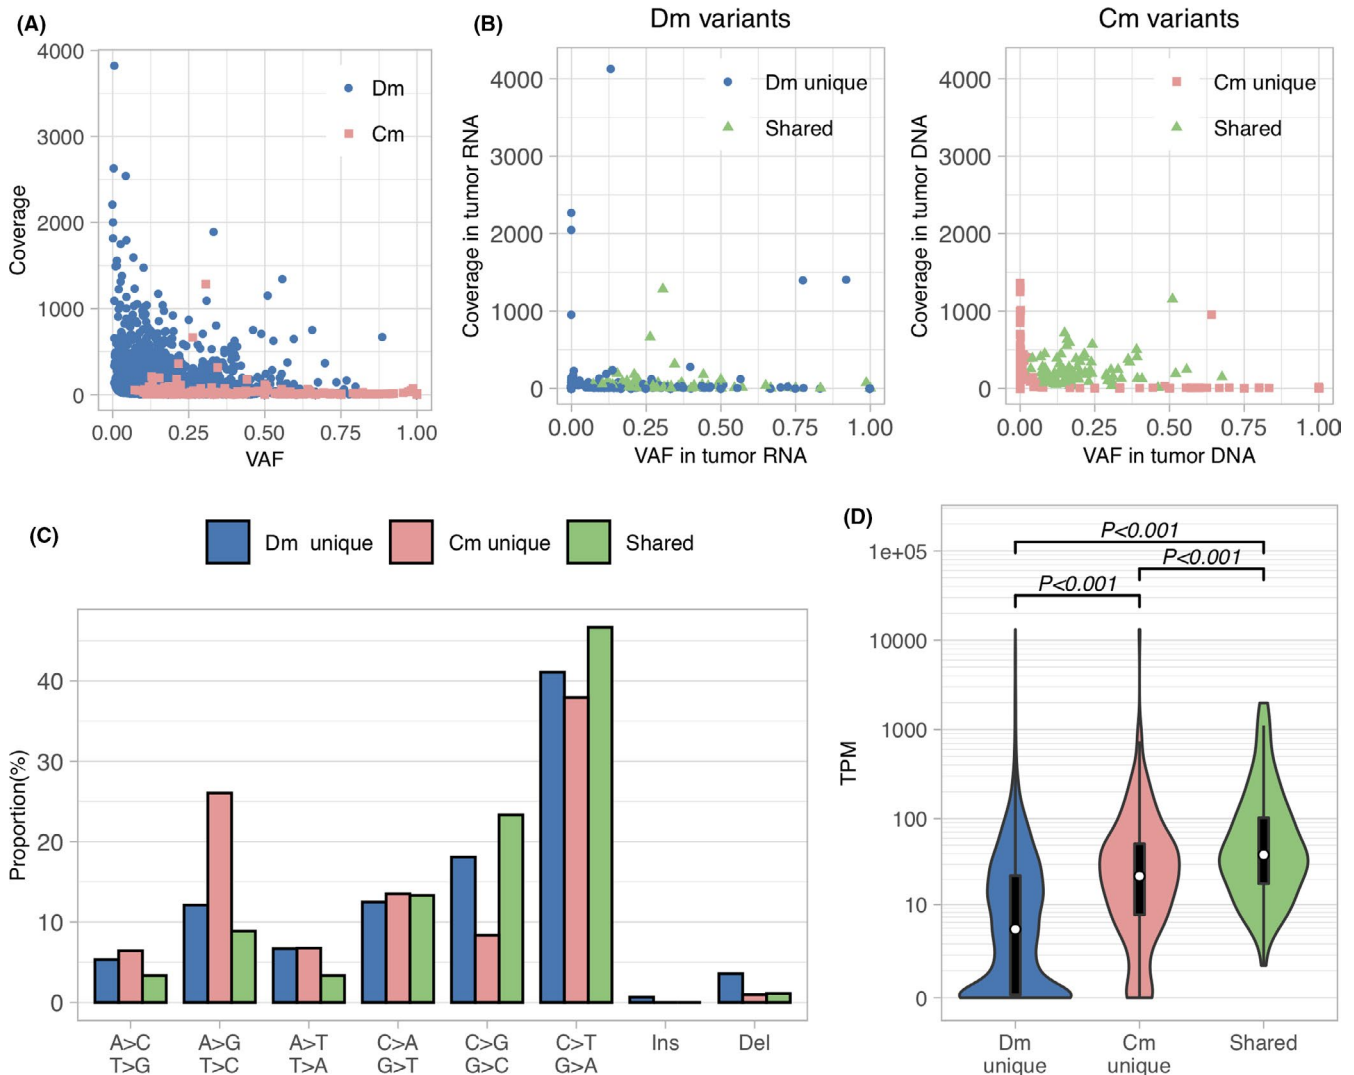 (A)
4000
3000
2000
1000
0
Coverage
Dm
Cm
0.00
0.25
0.50
0.75
1.00
VAF
(B)
Dm variants
4000
3000
2000
1000
0
Coverage in tumor RNA
Dm unique
Shared
0.00
0.25
0.50
0.75
1.00
VAF in tumor RNA
Cm variants
4000
3000
2000
1000
0
Coverage in tumor DNA
Cm unique
Shared
0.00
0.25
0.50
0.75
1.00
VAF in tumor DNA
(C)
Dm unique
Cm unique
Shared
40
30
20
10
0
Proportion(%)
A>C
T>G
A>G
T>C
A>T
T>A
C>A
G>T
C>G
G>C
C>T
G>A
Ins
Del
(D)
P<0.001
P<0.001
P<0.001
1e+05
10000
1000
100
10
0
TPM
Dm
unique
Cm
unique
Shared